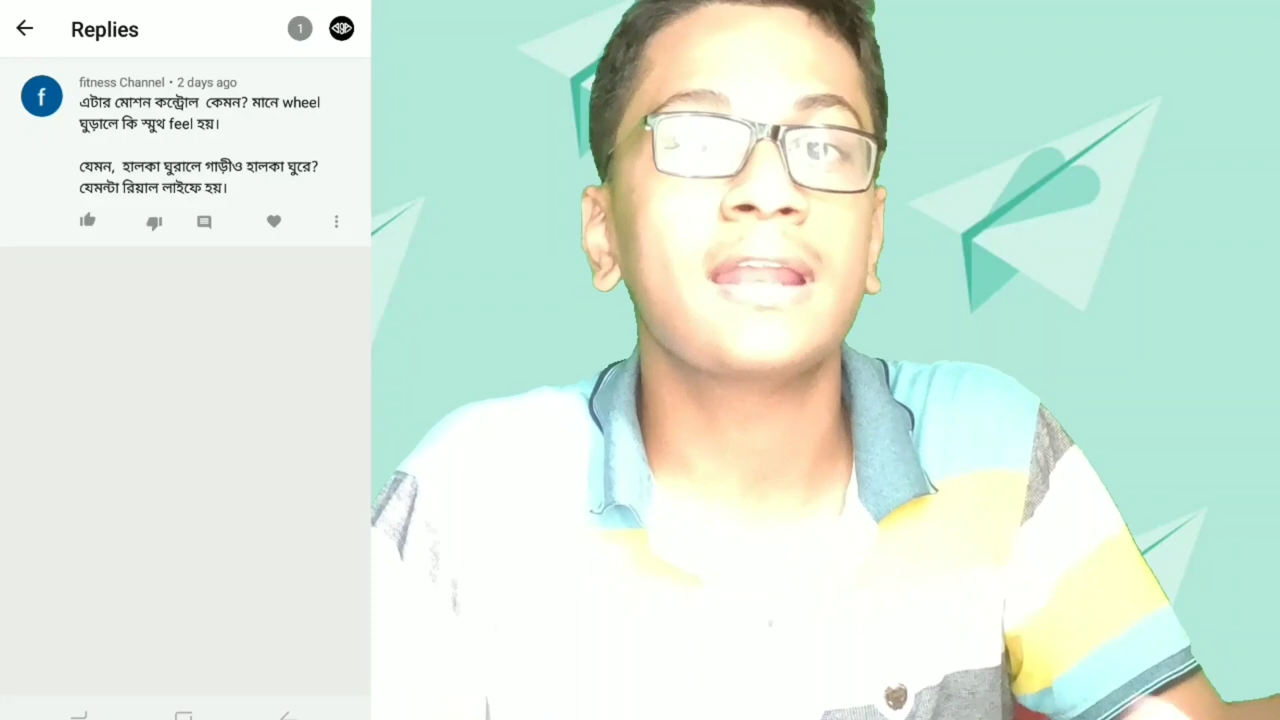 Replies
1
fitness Channel • 2 days ago
f
এটার মোশন কন্ট্রোল কেমন? মানে wheel
ঘুড়ালে কি স্মুথ feel হয়।
যেমন, হালকা ঘুরালে গাড়ীও হালকা ঘুরে?
যেমন্টা রিয়াল লাইফে হয়।